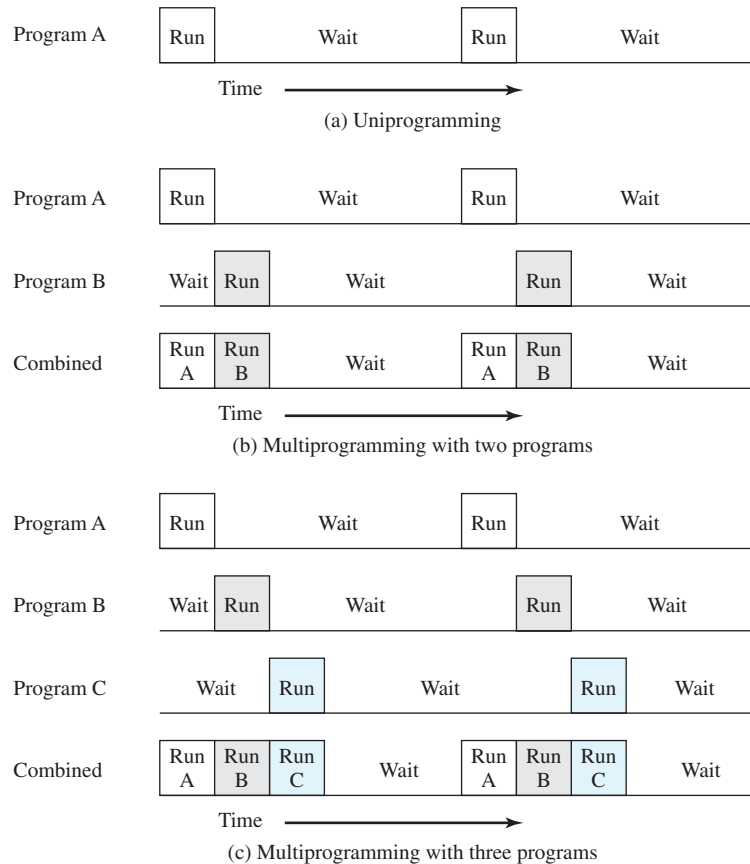 Program A Run Wait Run Wait
Time
(a) Uniprogramming
Program A Run Wait Run Wait
Program B Wait Run Wait Run Wait
Combined Run A Run B Wait Run A Run B Wait
Time
(b) Multiprogramming with two programs
Program A Run Wait Run Wait
Program B Wait Run Wait Run Wait
Program C Wait Run Wait Run Wait
Combined Run A Run B Run C Wait Run A Run B Run C Wait
Time
(c) Multiprogramming with three programs